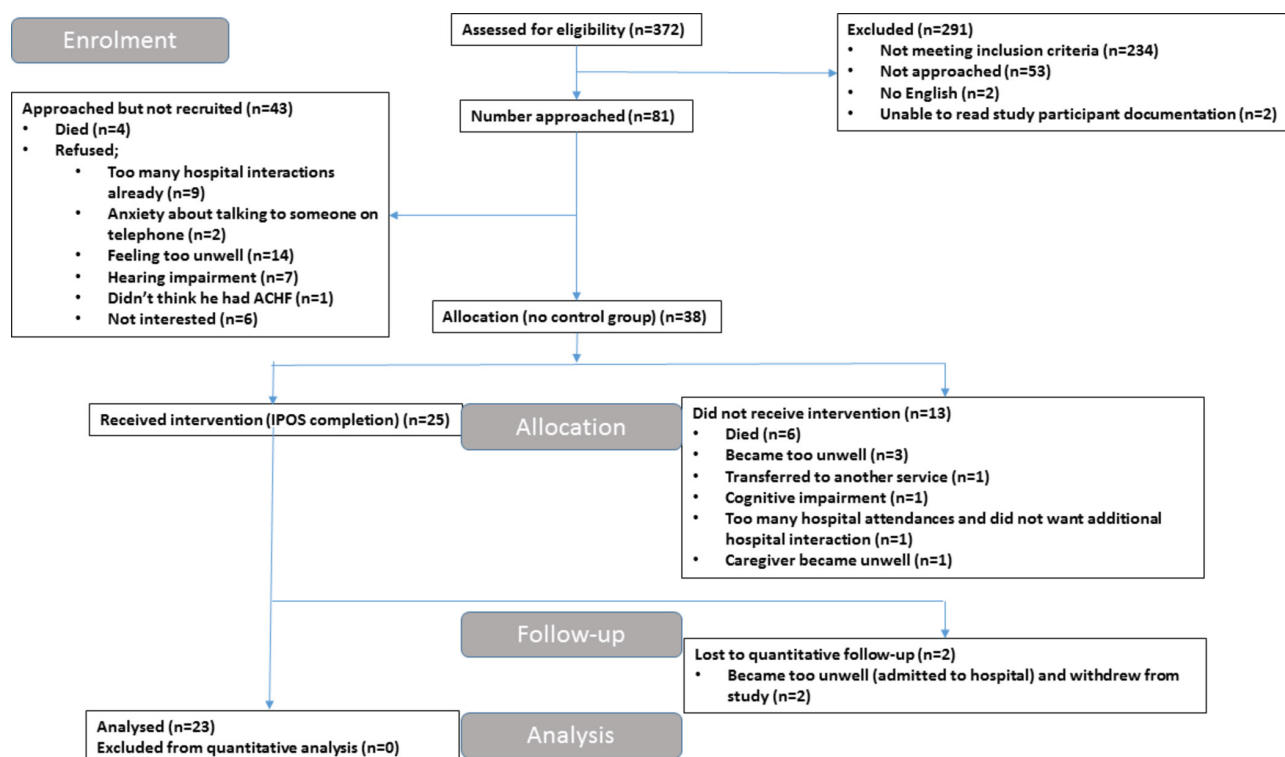 Enrolment
Assessed for eligibility (n=372)
Excluded (n=291)
• Not meeting inclusion criteria (n=234)
• Not approached (n=53)
• No English (n=2)
• Unable to read study participant documentation (n=2)
Number approached (n=81)
Approached but not recruited (n=43)
• Died (n=4)
• Refused;
• Too many hospital interactions
already (n=9)
• Anxiety about talking to someone on
telephone (n=2)
• Feeling too unwell (n=14)
• Hearing impairment (n=7)
• Didn’t think he had ACHF (n=1)
• Not interested (n=6)
Allocation (no control group) (n=38)
Received intervention (IPOS completion) (n=25)
Allocation
Did not receive intervention (n=13)
• Died (n=6)
• Became too unwell (n=3)
• Transferred to another service (n=1)
• Cognitive impairment (n=1)
• Too many hospital attendances and did not want additional
hospital interaction (n=1)
• Caregiver became unwell (n=1)
Follow-up
Lost to quantitative follow-up (n=2)
• Became too unwell (admitted to hospital) and withdrew from
study (n=2)
Analysed (n=23)
Excluded from quantitative analysis (n=0)
Analysis